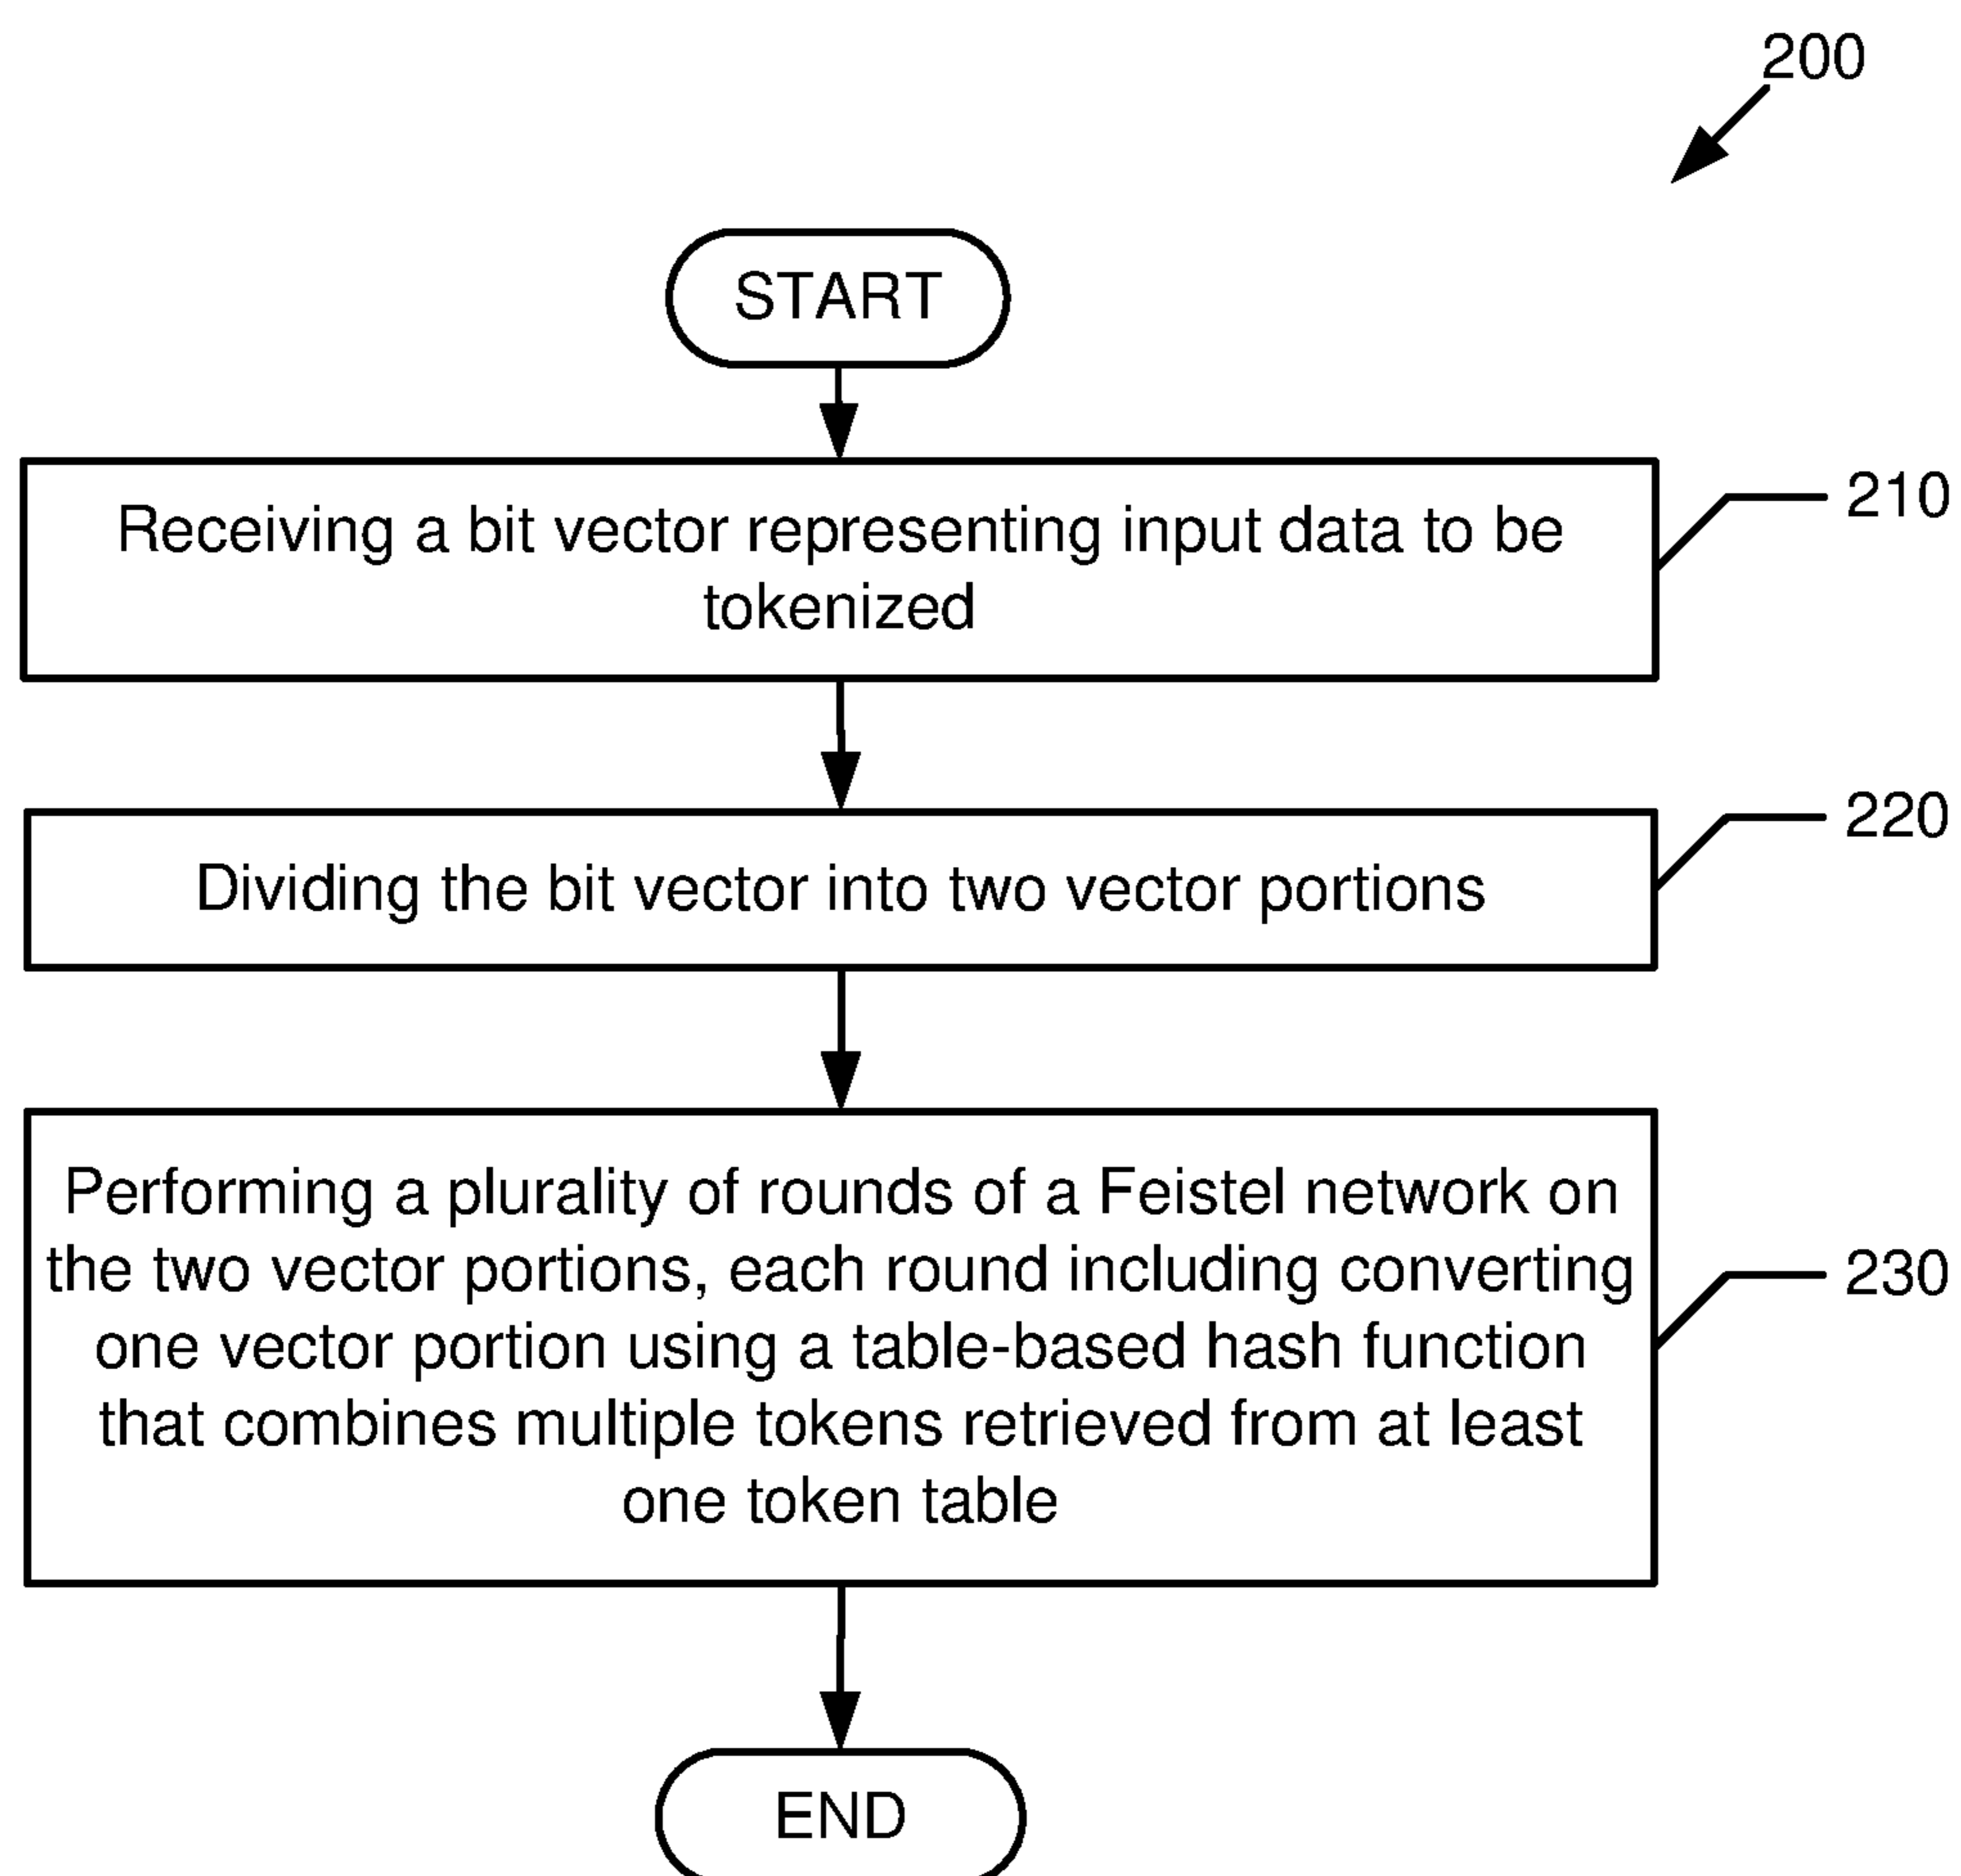 200
START
Receiving a bit vector representing input data to be
tokenized
210
Dividing the bit vector into two vector portions
220
Performing a plurality of rounds of a Feistel network on
the two vector portions, each round including converting
one vector portion using a table-based hash function
that combines multiple tokens retrieved from at least
one token table
230
END